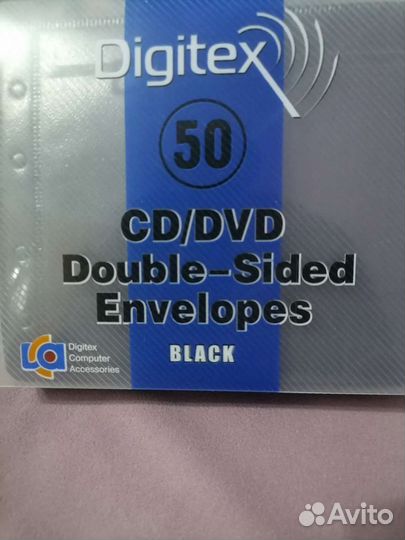 Digitex
50
CD/DVD
Double-Sided
Envelopes
BLACK
Digitex
Computer
Accessories
Avito